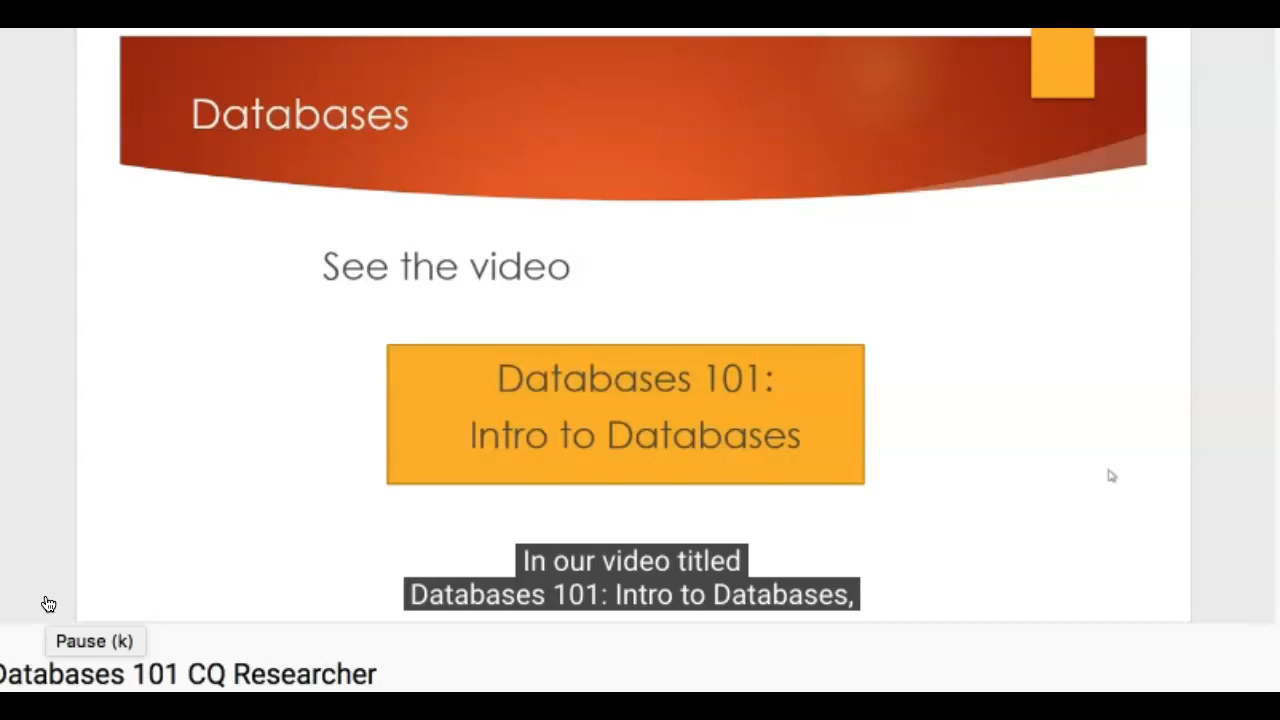 Databases
See the video
Databases 101:
Intro to Databases
In our video titled
Databases 101: Intro to Databases,
Pause (k)
Databases 101 CQ Researcher